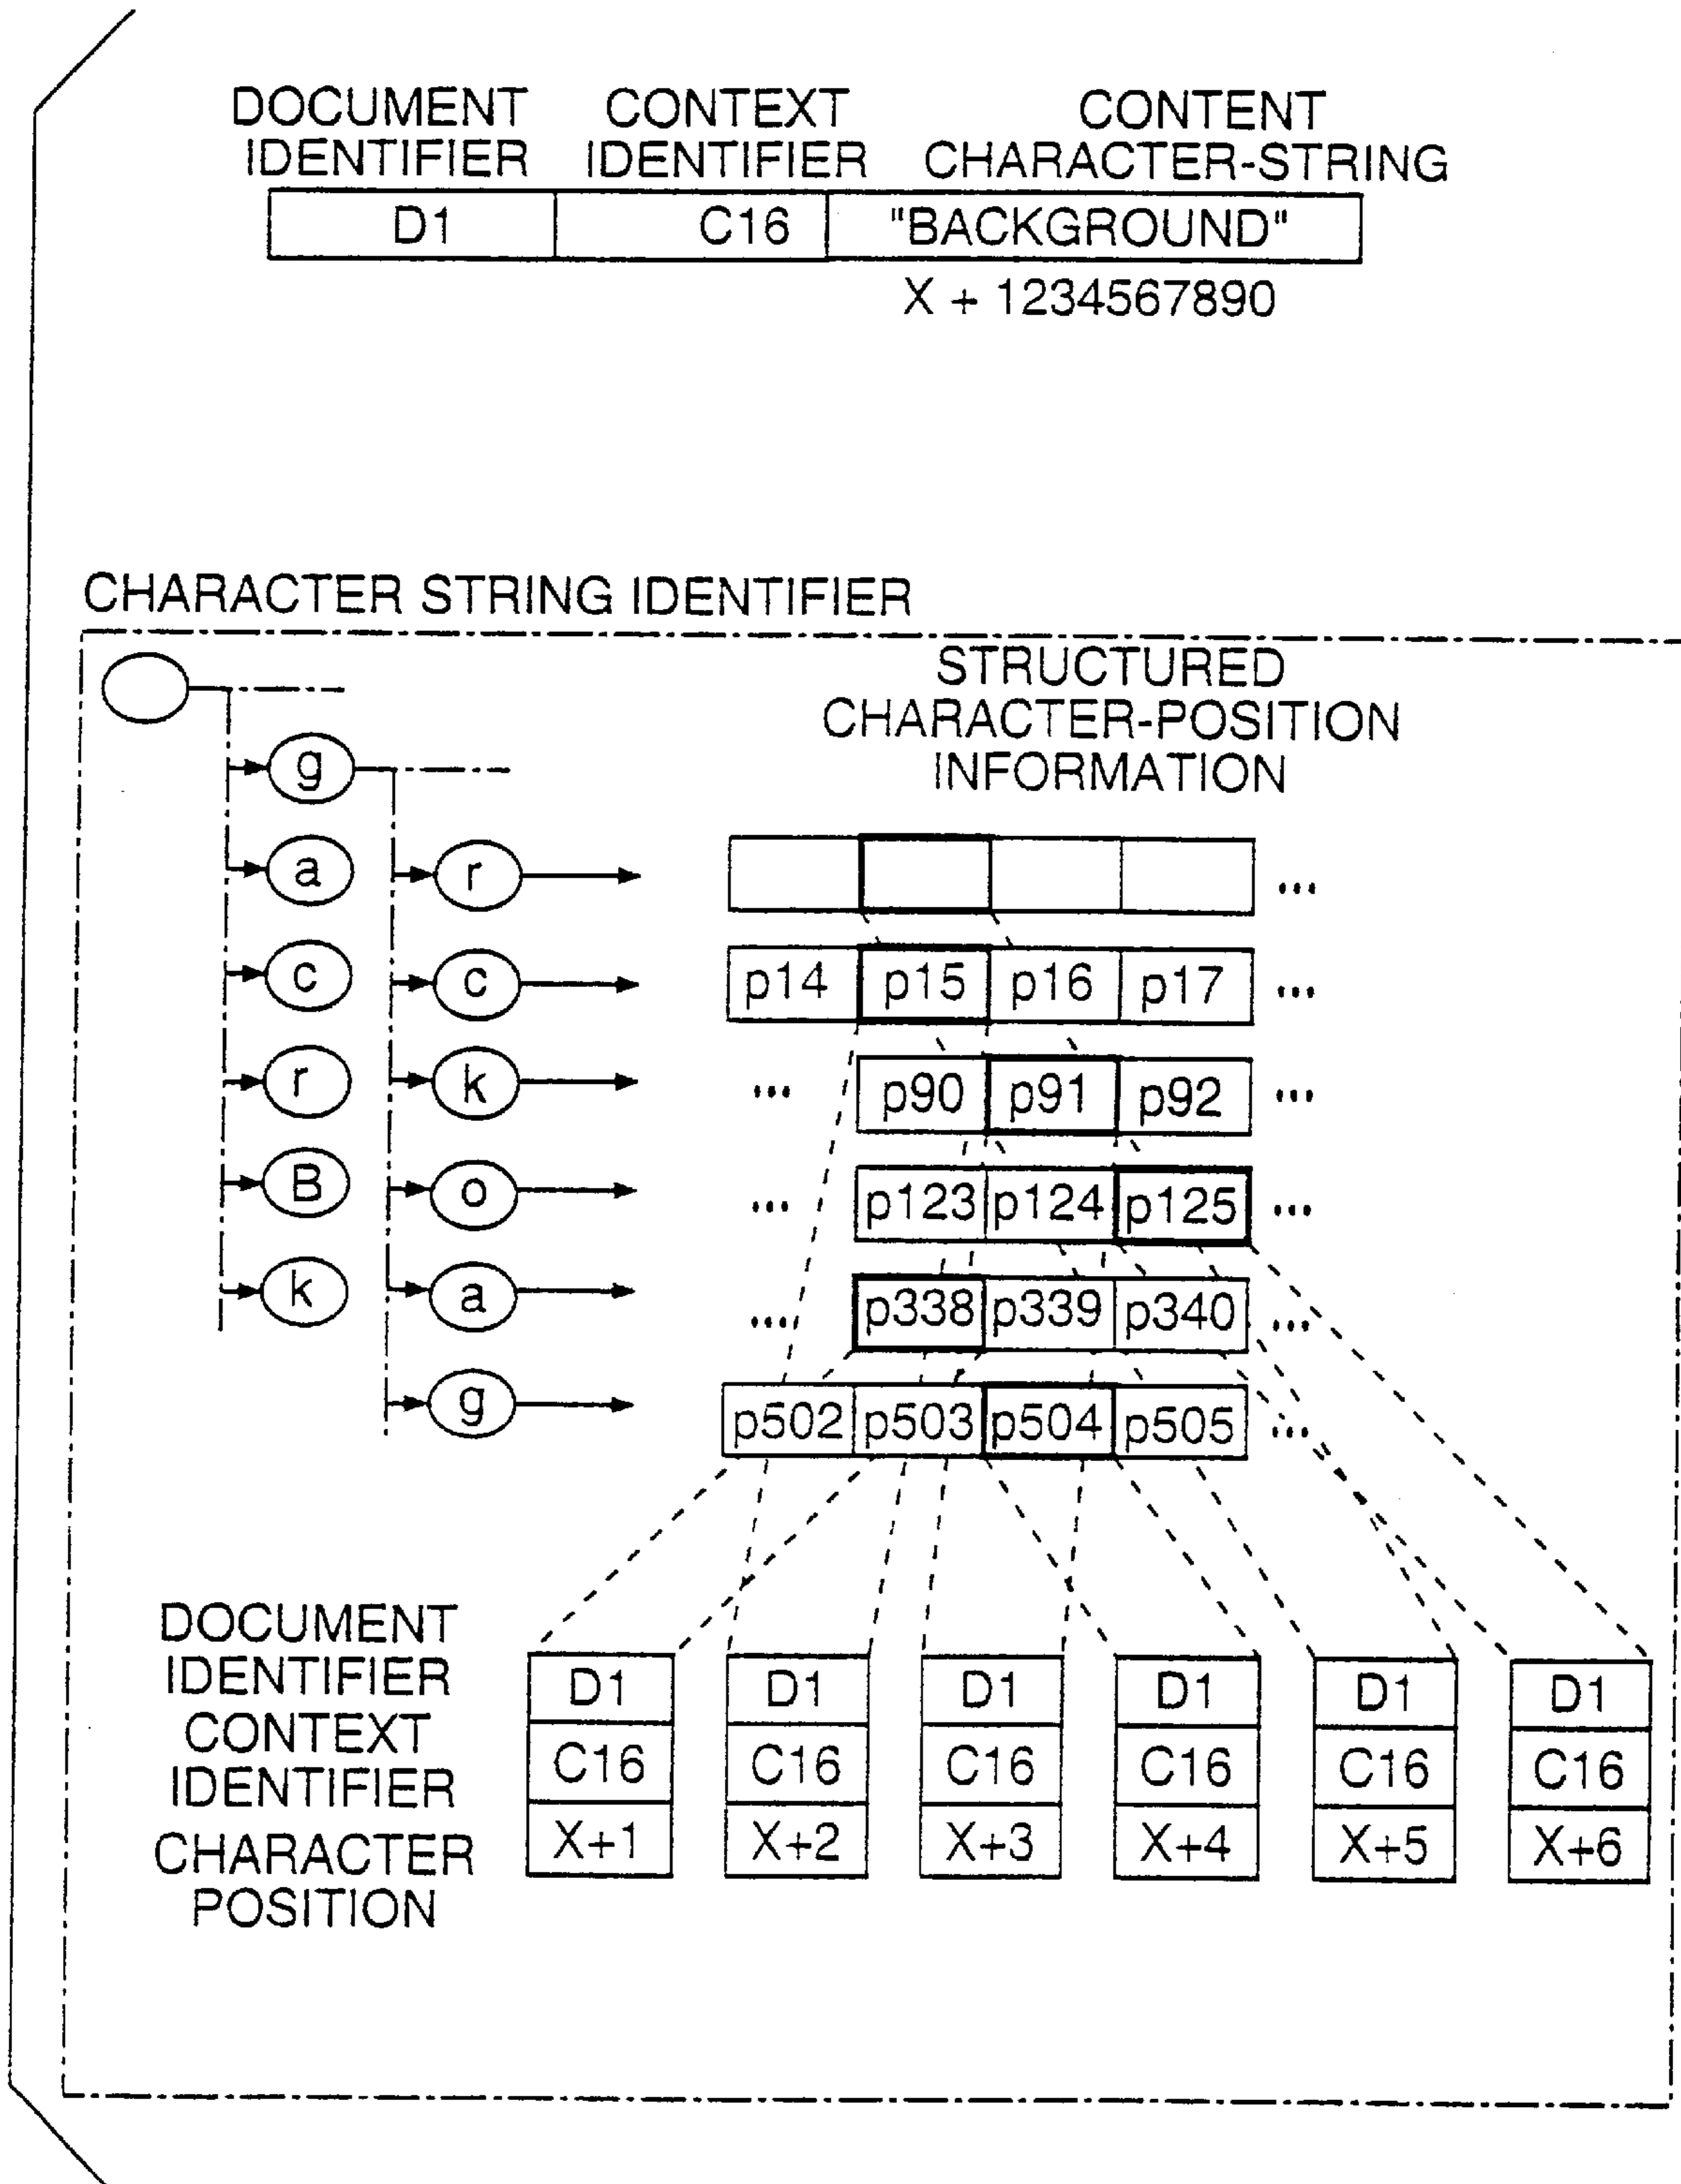 DOCUMENT IDENTIFIER
CONTEXT IDENTIFIER
CONTENT CHARACTER-STRING
D1 C16 "BACKGROUND"
X + 1234567890
CHARACTER STRING IDENTIFIER
STRUCTURED
CHARACTER-POSITION
INFORMATION
g
a r ...
c c p14 p15 p16 p17 ...
r k ... p90 p91 p92 ...
B o ... p123 p124 p125 ...
k a ... p338 p339 p340 ...
g p502 p503 p504 p505 ...
DOCUMENT
IDENTIFIER
D1 D1 D1 D1 D1 D1
CONTEXT
IDENTIFIER
C16 C16 C16 C16 C16 C16
CHARACTER
POSITION
X+1 X+2 X+3 X+4 X+5 X+6